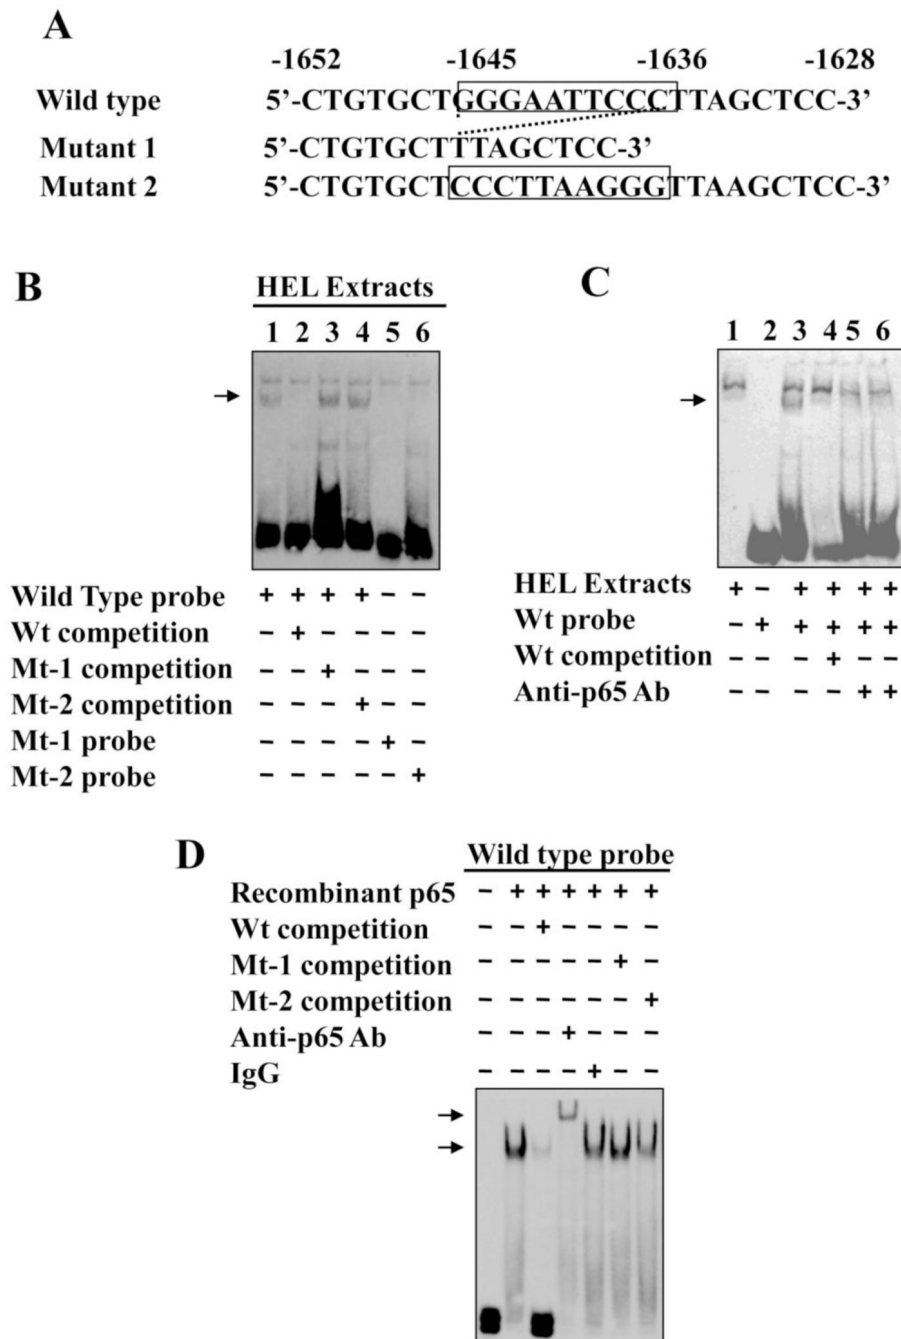 A
-1652 -1645 -1636 -1628
Wild type 5'-CTGTGCTGGGAATTCCCTTAGCTCC-3'
Mutant 1 5'-CTGTGCTTTAGCTCC-3'
Mutant 2 5'-CTGTGCTCCCTTAAGGGTTAAGCTCC-3'
B
HEL Extracts
1 2 3 4 5 6
Wild Type probe + + + + – –
Wt competition – + – – – –
Mt-1 competition – – + – – –
Mt-2 competition – – – + – –
Mt-1 probe – – – – + –
Mt-2 probe – – – – – +
C
1 2 3 4 5 6
HEL Extracts + – + + + +
Wt probe – + + + + +
Wt competition – – – + – –
Anti-p65 Ab – – – – + +
D
Wild type probe
Recombinant p65 – + + + + + +
Wt competition – – + – – – –
Mt-1 competition – – – – – + –
Mt-2 competition – – – – – – +
Anti-p65 Ab – – – + – – –
IgG – – – – + – –